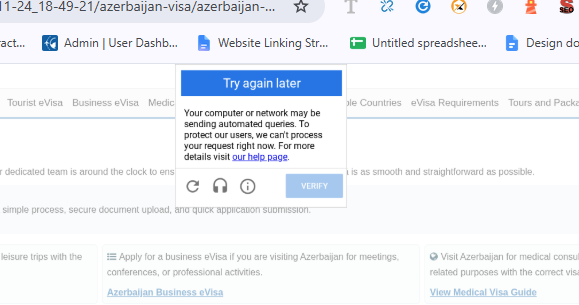 11-24_18-49-21/azerbaijan-visa/azerbaijan-...
ract...
Admin | User Dashb...
Website Linking Str...
Untitled spreadshee...
Design do
SEO
Try again later
Tourist eVisa
Business eVisa
Medic
le Countries
eVisa Requirements
Tours and Packa
Your computer or network may be
sending automated queries. To
protect our users, we can't process
your request right now. For more
details visit our help page.
VERIFY
r dedicated team is around the clock to ens
a is as smooth and straightforward as possible.
simple process, secure document upload, and quick application submission.
leisure trips with the
Apply for a business eVisa if you are visiting Azerbaijan for meetings,
conferences, or professional activities.
Azerbaijan Business eVisa
Visit Azerbaijan for medical consul
related purposes with the correct visa
View Medical Visa Guide